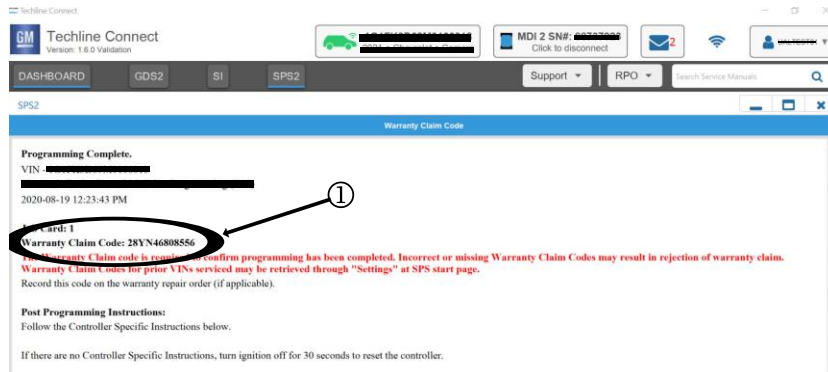 Techline Connect
GM
Techline Connect
Version: 1.6.0 Validation
MDI 2 SN#:
Click to disconnect
2
DASHBOARD GDS2 SI SPS2 Support RPO Search Service Manuals
SPS2
Warranty Claim Code
Programming Complete.
VIN -
2020-08-19 12:23:43 PM
1
Card: 1
Warranty Claim Code: 28YN46808556
The Warranty Claim code is required to confirm programming has been completed. Incorrect or missing Warranty Claim Codes may result in rejection of warranty claim.
Warranty Claim Codes for prior VINs serviced may be retrieved through "Settings" at SPS start page.
Record this code on the warranty repair order (if applicable).
Post Programming Instructions:
Follow the Controller Specific Instructions below.
If there are no Controller Specific Instructions, turn ignition off for 30 seconds to reset the controller.